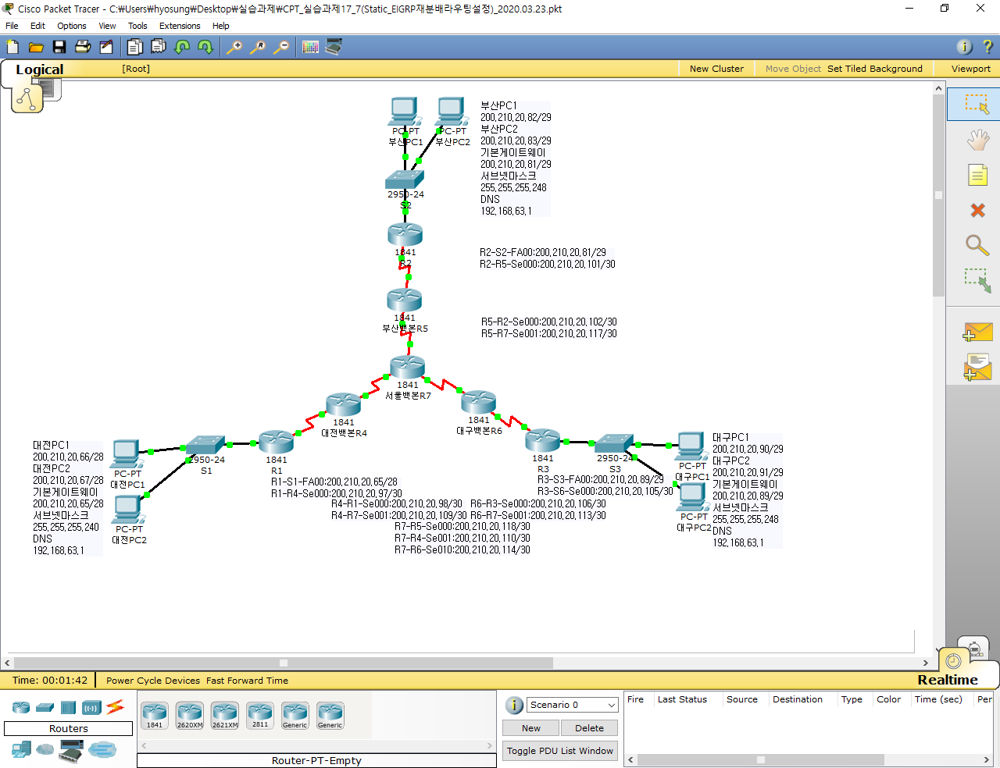 Cisco Packet Tracer - C:₩Users₩hyosung₩Desktop₩실습과제₩CPT_실습과제17_7(Static_EIGRP재분배라우팅설정)_2020.03.23.pkt
File Edit Options View Tools Extensions Help
Logical [Root] New Cluster Move Object Set Tiled Background Viewport
PC-PT
부산PC1
PC-PT
부산PC2
부산PC1
200,210,20,82/29
부산PC2
200,210,20,83/29
기본게이트웨이
200,210,20,81/29
서브넷마스크
255,255,255,248
DNS
192,168,63,1
2950-24
S2
1841
R2
R2-S2-FA00:200,210,20,81/29
R2-R5-Se000:200,210,20,101/30
1841
부산백본R5
R5-R2-Se000:200,210,20,102/30
R5-R7-Se001:200,210,20,117/30
1841
서울백본R7
1841
대전백본R4
1841
대구백본R6
대전PC1
200,210,20,66/28
대전PC2
200,210,20,67/28
기본게이트웨이
200,210,20,65/28
서브넷마스크
255,255,255,240
DNS
192,168,63,1
PC-PT
대전PC1
PC-PT
대전PC2
2950-24
S1
1841
R1
R1-S1-FA00:200,210,20,65/28
R1-R4-Se000:200,210,20,97/30
R4-R1-Se000:200,210,20,98/30
R4-R7-Se001:200,210,20,109/30
R6-R3-Se000:200,210,20,106/30
R6-R7-Se001:200,210,20,113/30
R7-R5-Se000:200,210,20,118/30
R7-R4-Se001:200,210,20,110/30
R7-R6-Se010:200,210,20,114/30
1841
R3
R3-S3-FA00:200,210,20,89/29
R3-S6-Se000:200,210,20,105/30
2950-24
S3
PC-PT
대구PC1
PC-PT
대구PC2
대구PC1
200,210,20,90/29
대구PC2
200,210,20,91/29
기본게이트웨이
200,210,20,89/29
서브넷마스크
255,255,255,248
DNS
192,168,63,1
Realtime
Time: 00:01:42 Power Cycle Devices Fast Forward Time
Routers
1841 2620XM 2621XM 2811 Generic Generic
Router-PT-Empty
Scenario 0
New Delete
Toggle PDU List Window
Fire Last Status Source Destination Type Color Time (sec) Per